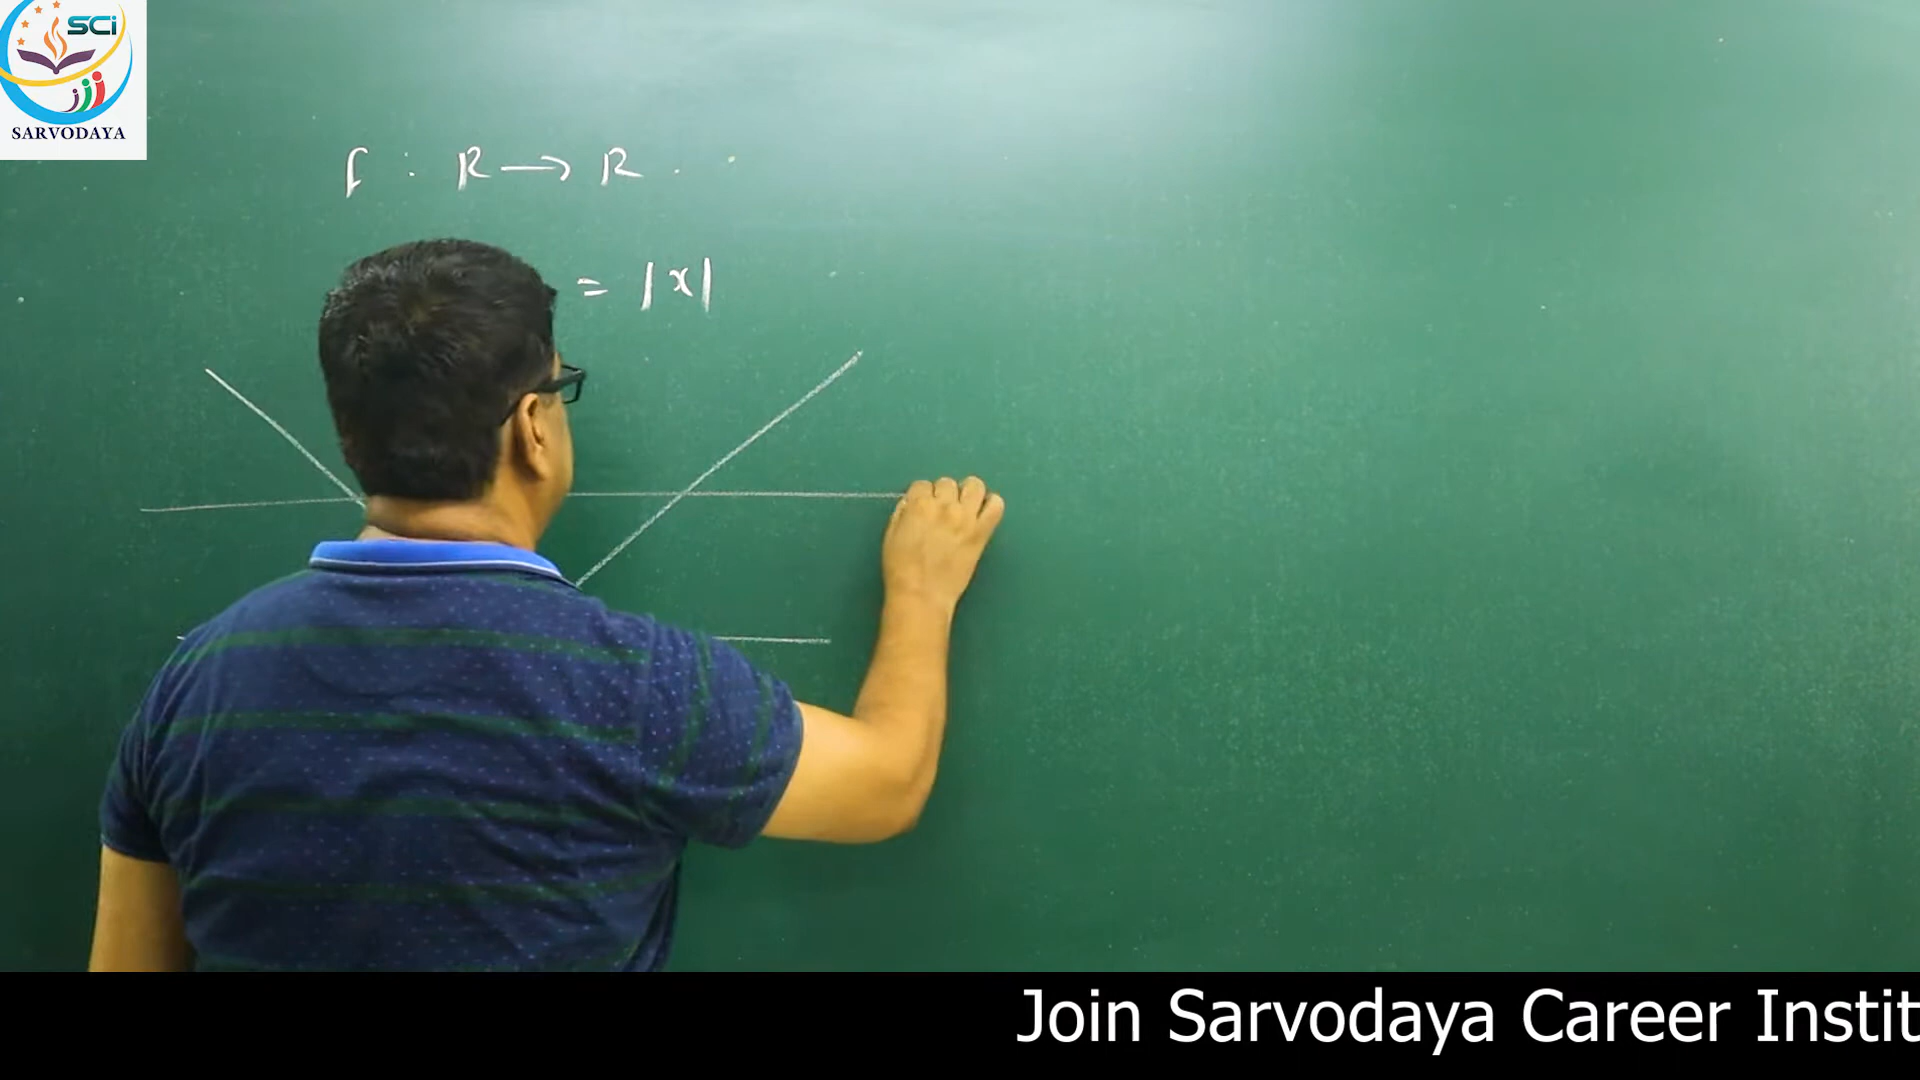 SCi
SARVODAYA
f : R → R .
= |x|
Join Sarvodaya Career Instit